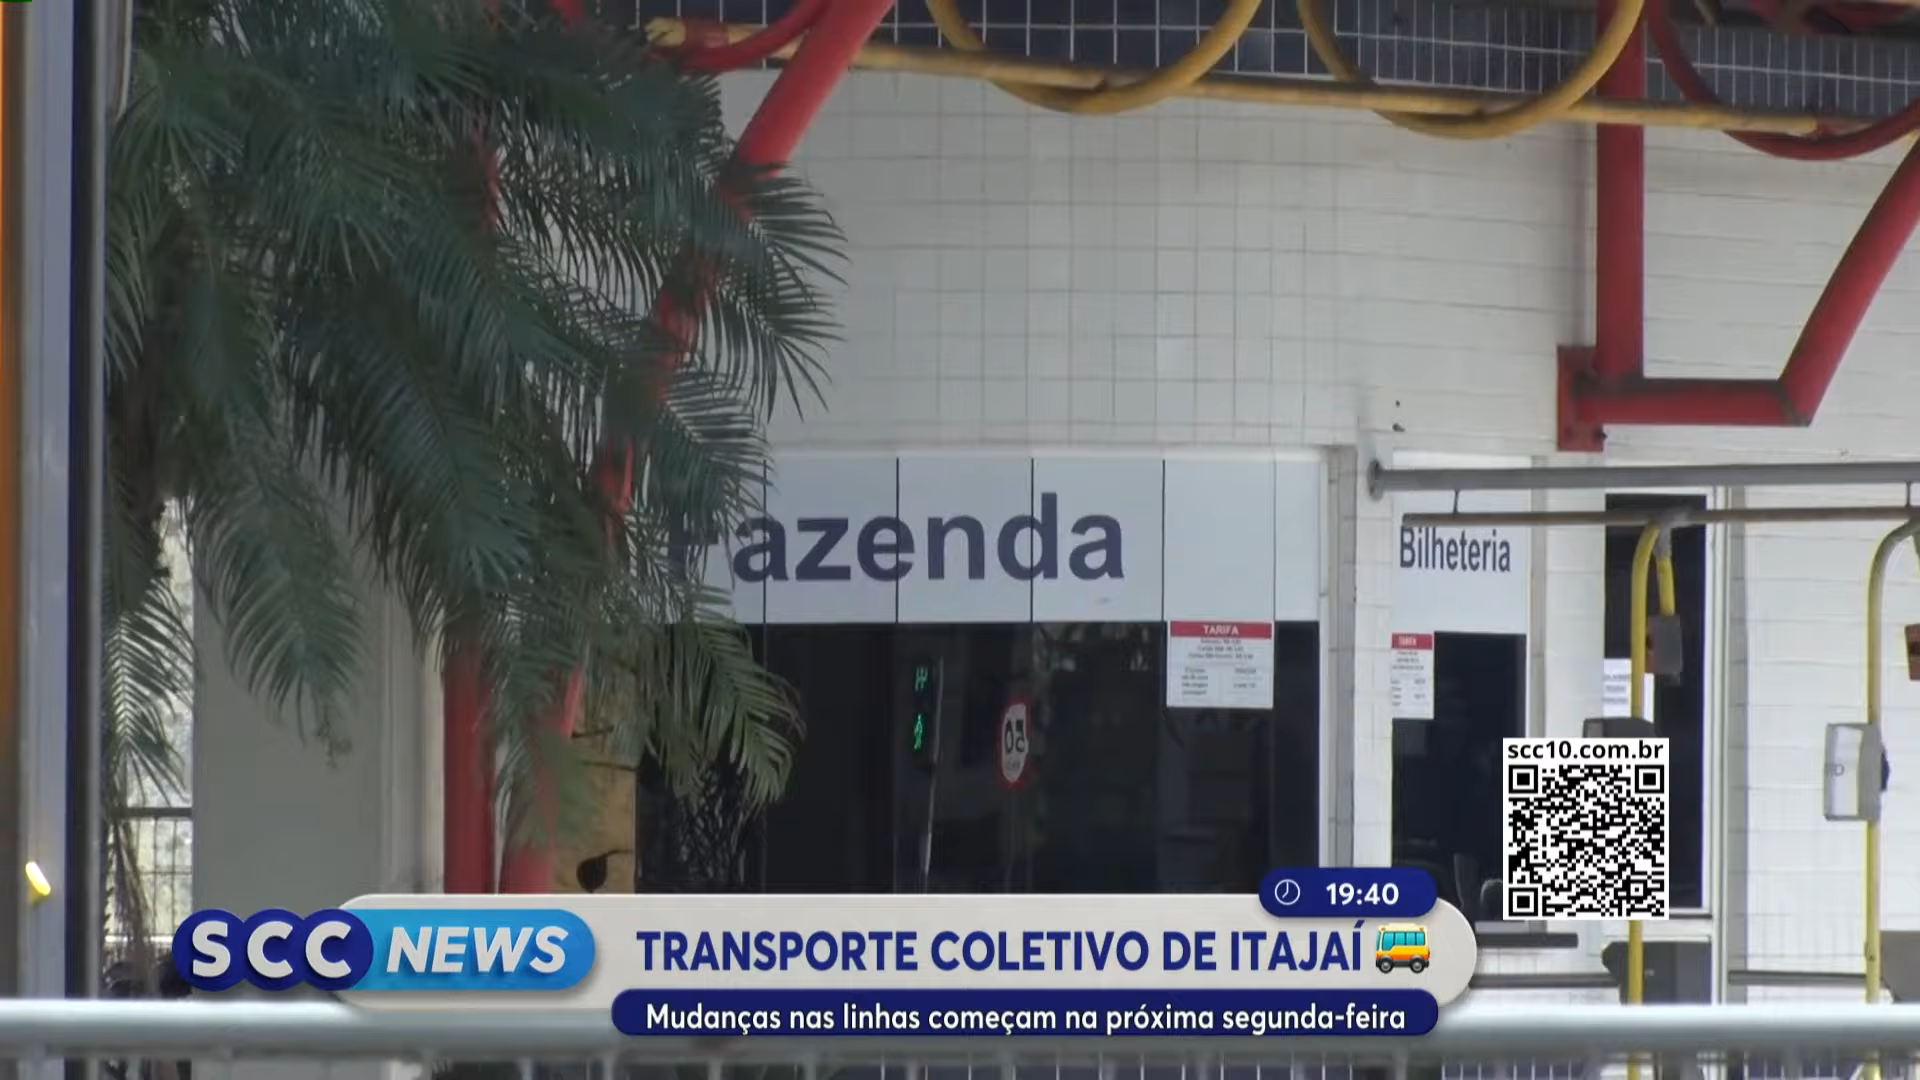 Fazenda
Bilheteria
TARIFA
scc10.com.br
19:40
SCC NEWS
TRANSPORTE COLETIVO DE ITAJAÍ
Mudanças nas linhas começam na próxima segunda-feira